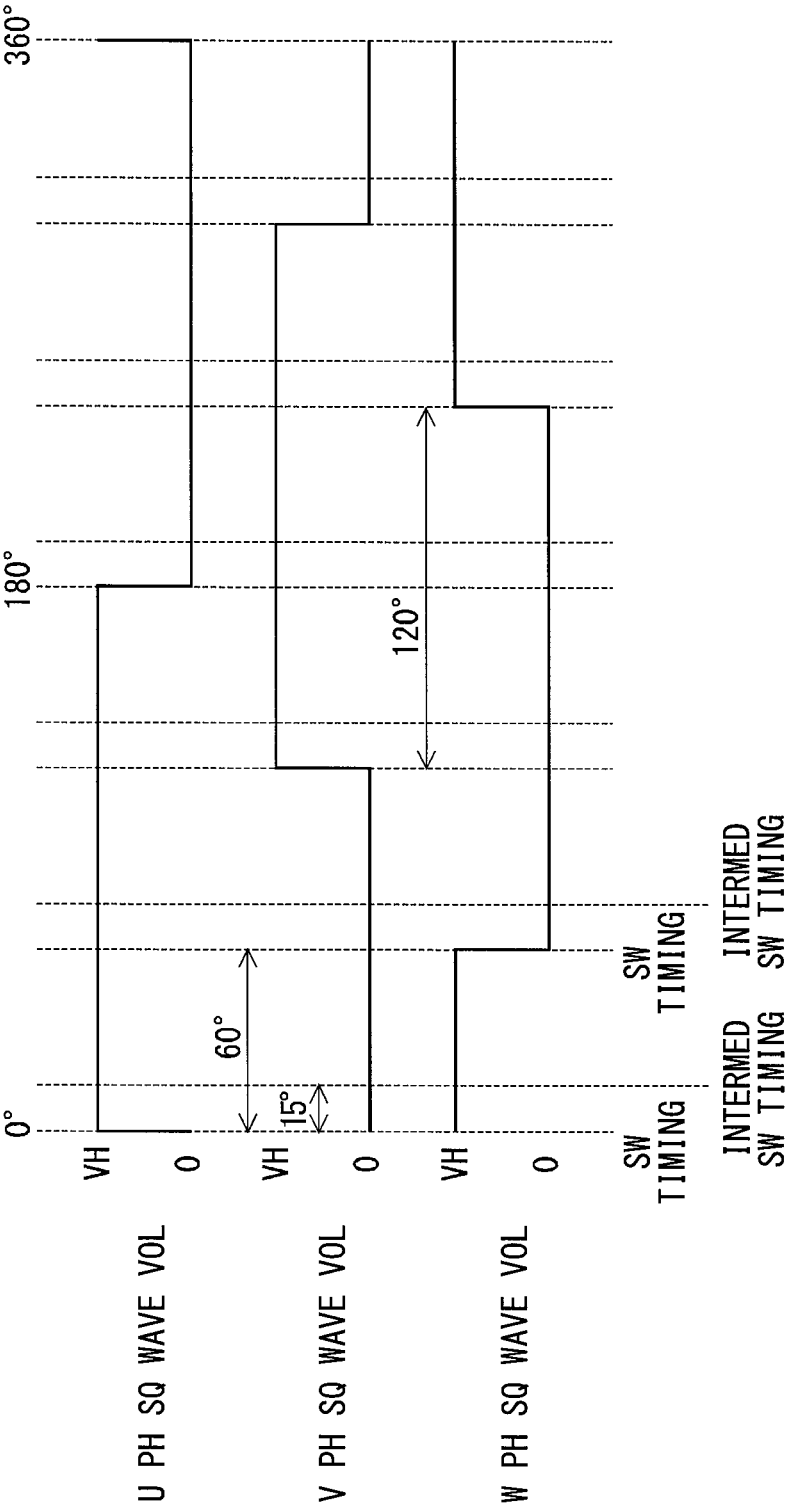 0°
180°
360°
U PH SQ WAVE VOL
VH
0
60°
V PH SQ WAVE VOL
VH
0
15°
120°
W PH SQ WAVE VOL
VH
0
SW
TIMING
SW
TIMING
INTERMED
SW TIMING
INTERMED
SW TIMING